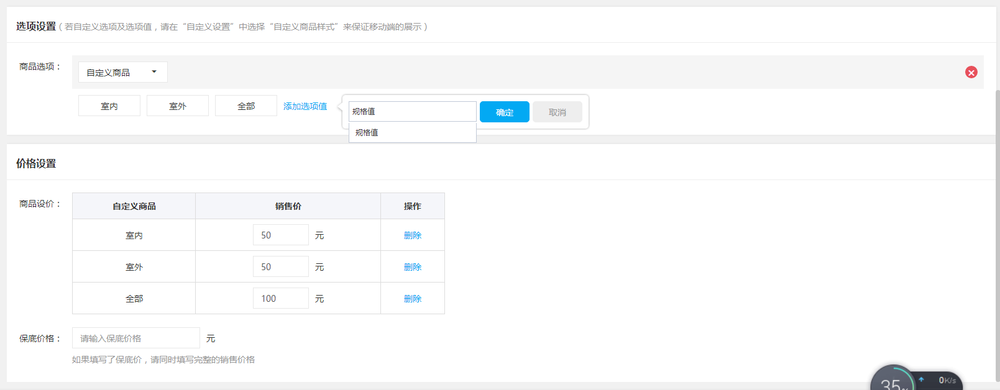 选项设置（若自定义选项及选项值，请在“自定义设置”中选择“自定义商品样式”来保证移动端的展示）
商品选项：
自定义商品
室内 室外 全部 添加选项值 规格值 确定 取消
规格值
价格设置
商品设价：
自定义商品 销售价 操作
室内 50 元 删除
室外 50 元 删除
全部 100 元 删除
保底价格： 请输入保底价格 元
如果填写了保底价，请同时填写完整的销售价格
35% 0K/s